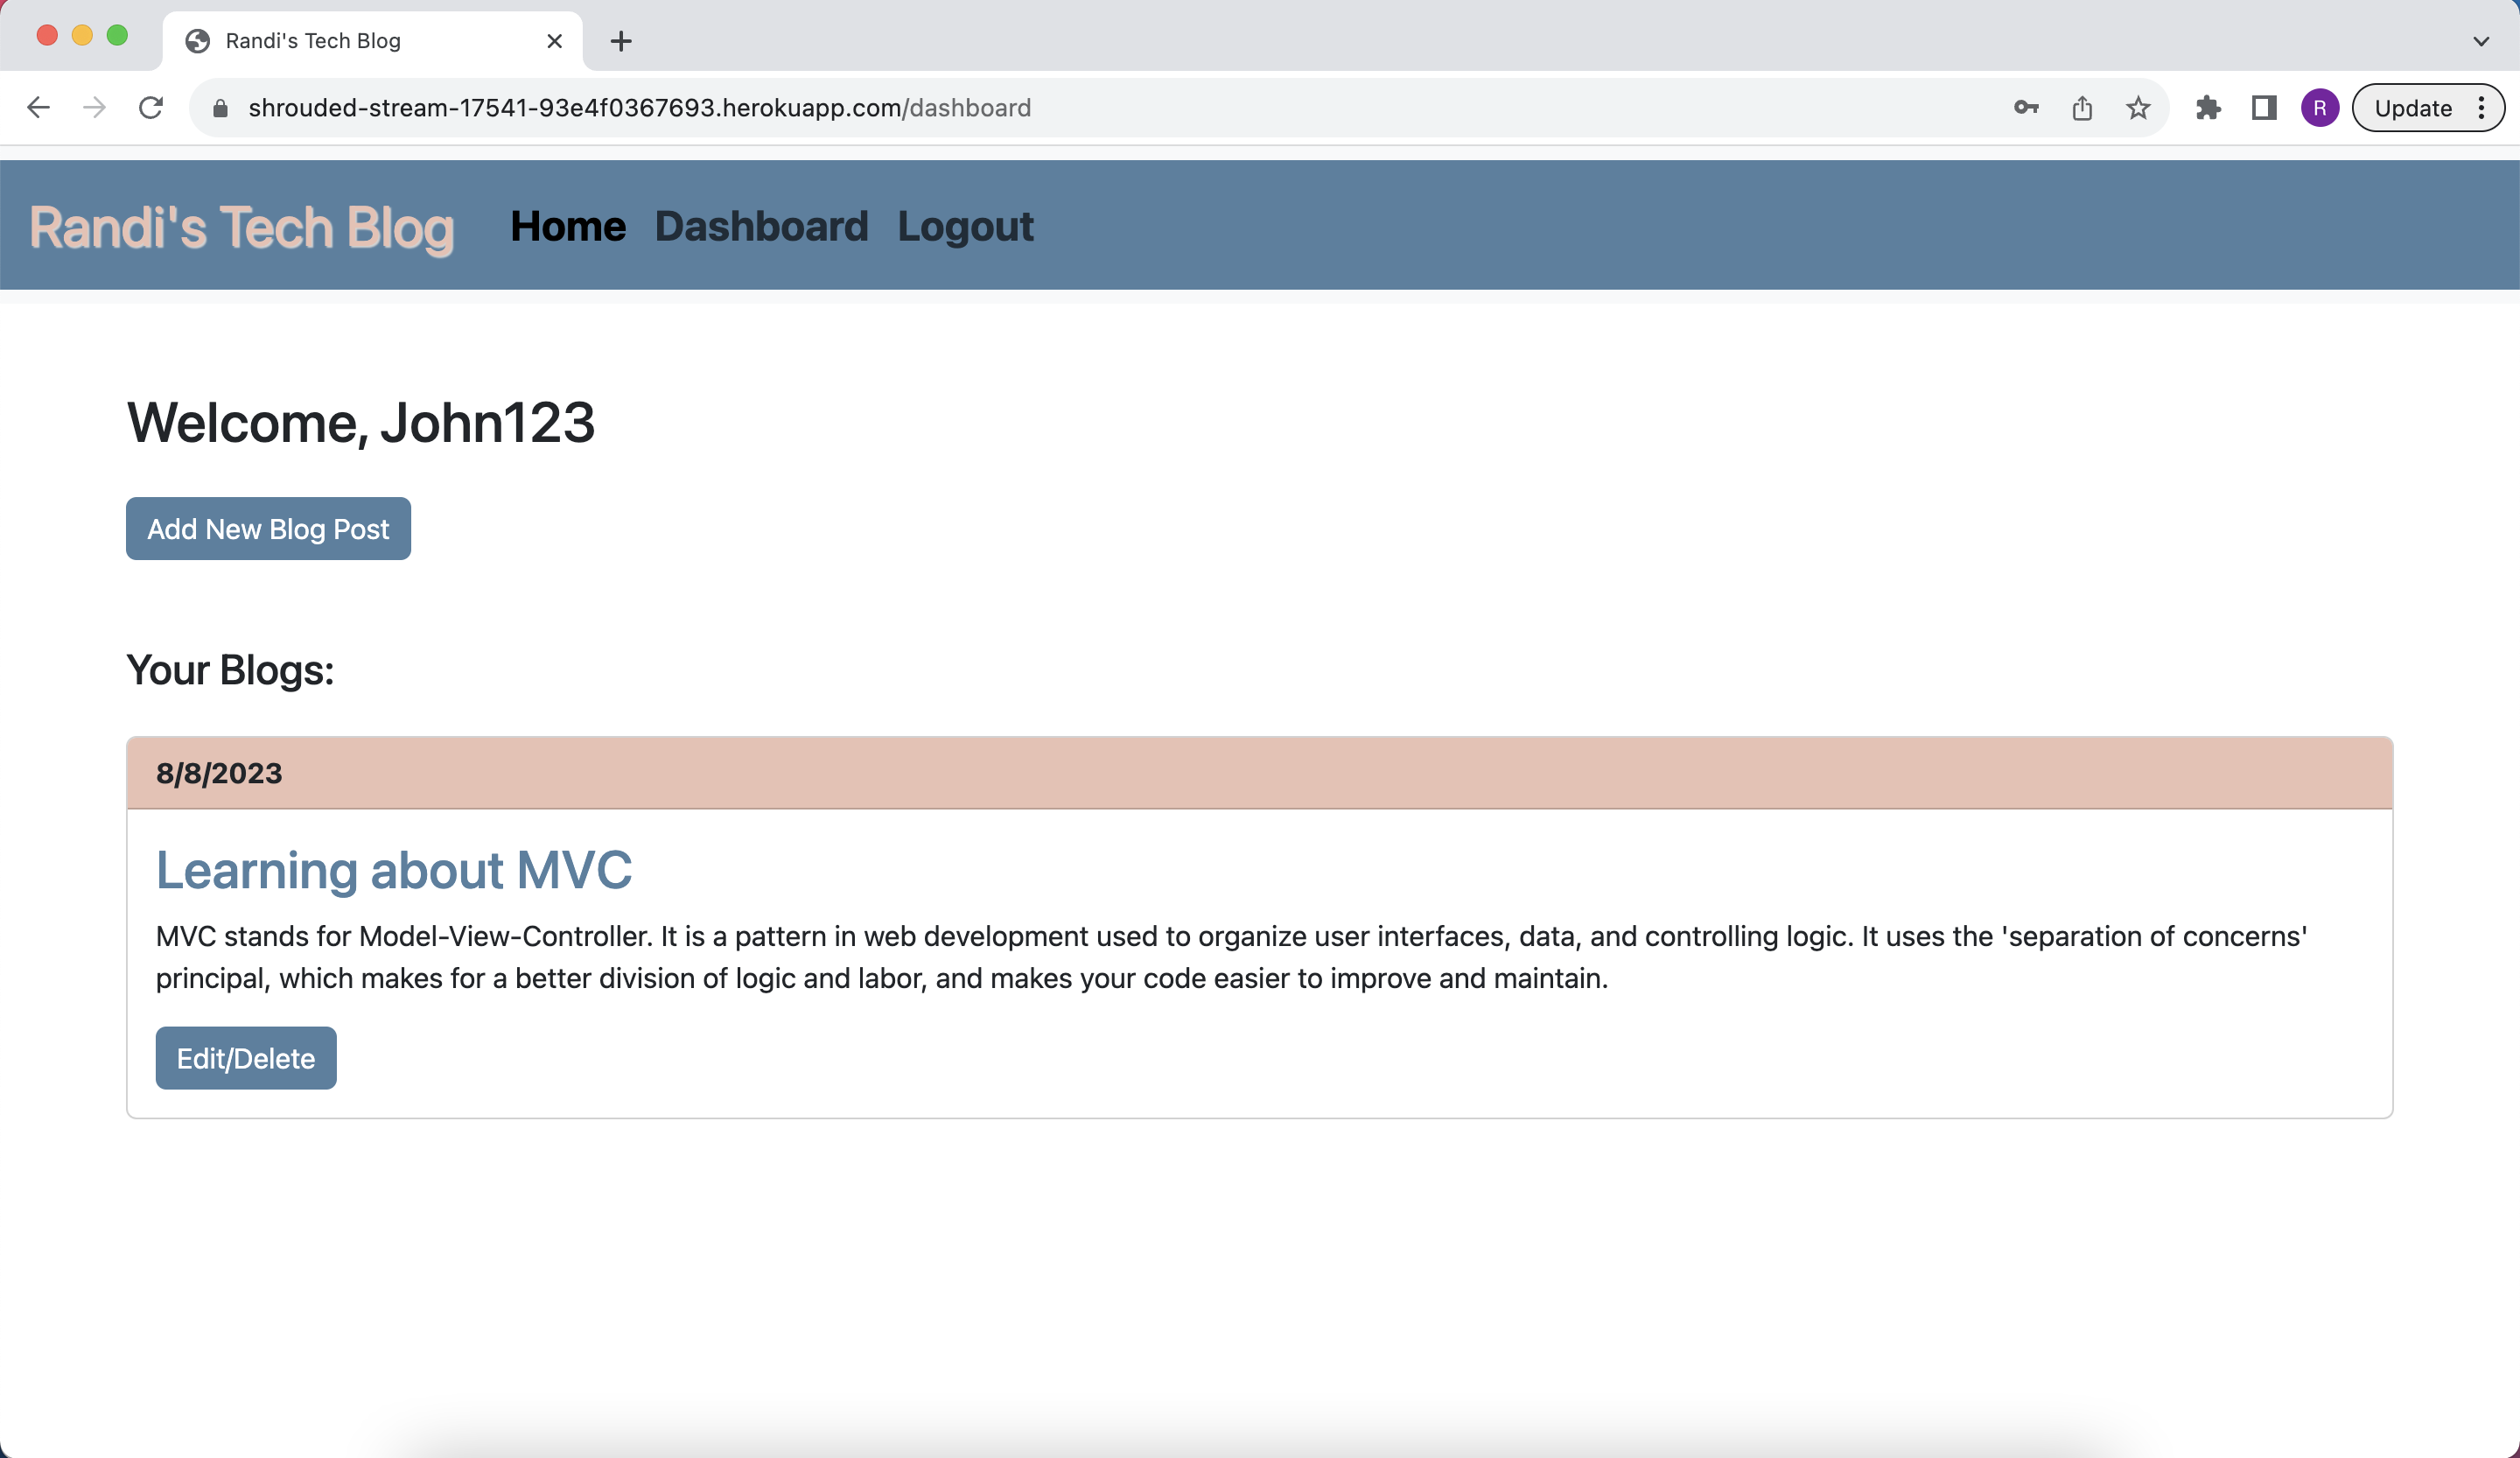 Randi's Tech Blog
shrouded-stream-17541-93e4f0367693.herokuapp.com/dashboard
R
Update
Randi's Tech Blog
Home Dashboard Logout
Welcome, John123
Add New Blog Post
Your Blogs:
8/8/2023
Learning about MVC
MVC stands for Model-View-Controller. It is a pattern in web development used to organize user interfaces, data, and controlling logic. It uses the 'separation of concerns'
principal, which makes for a better division of logic and labor, and makes your code easier to improve and maintain.
Edit/Delete